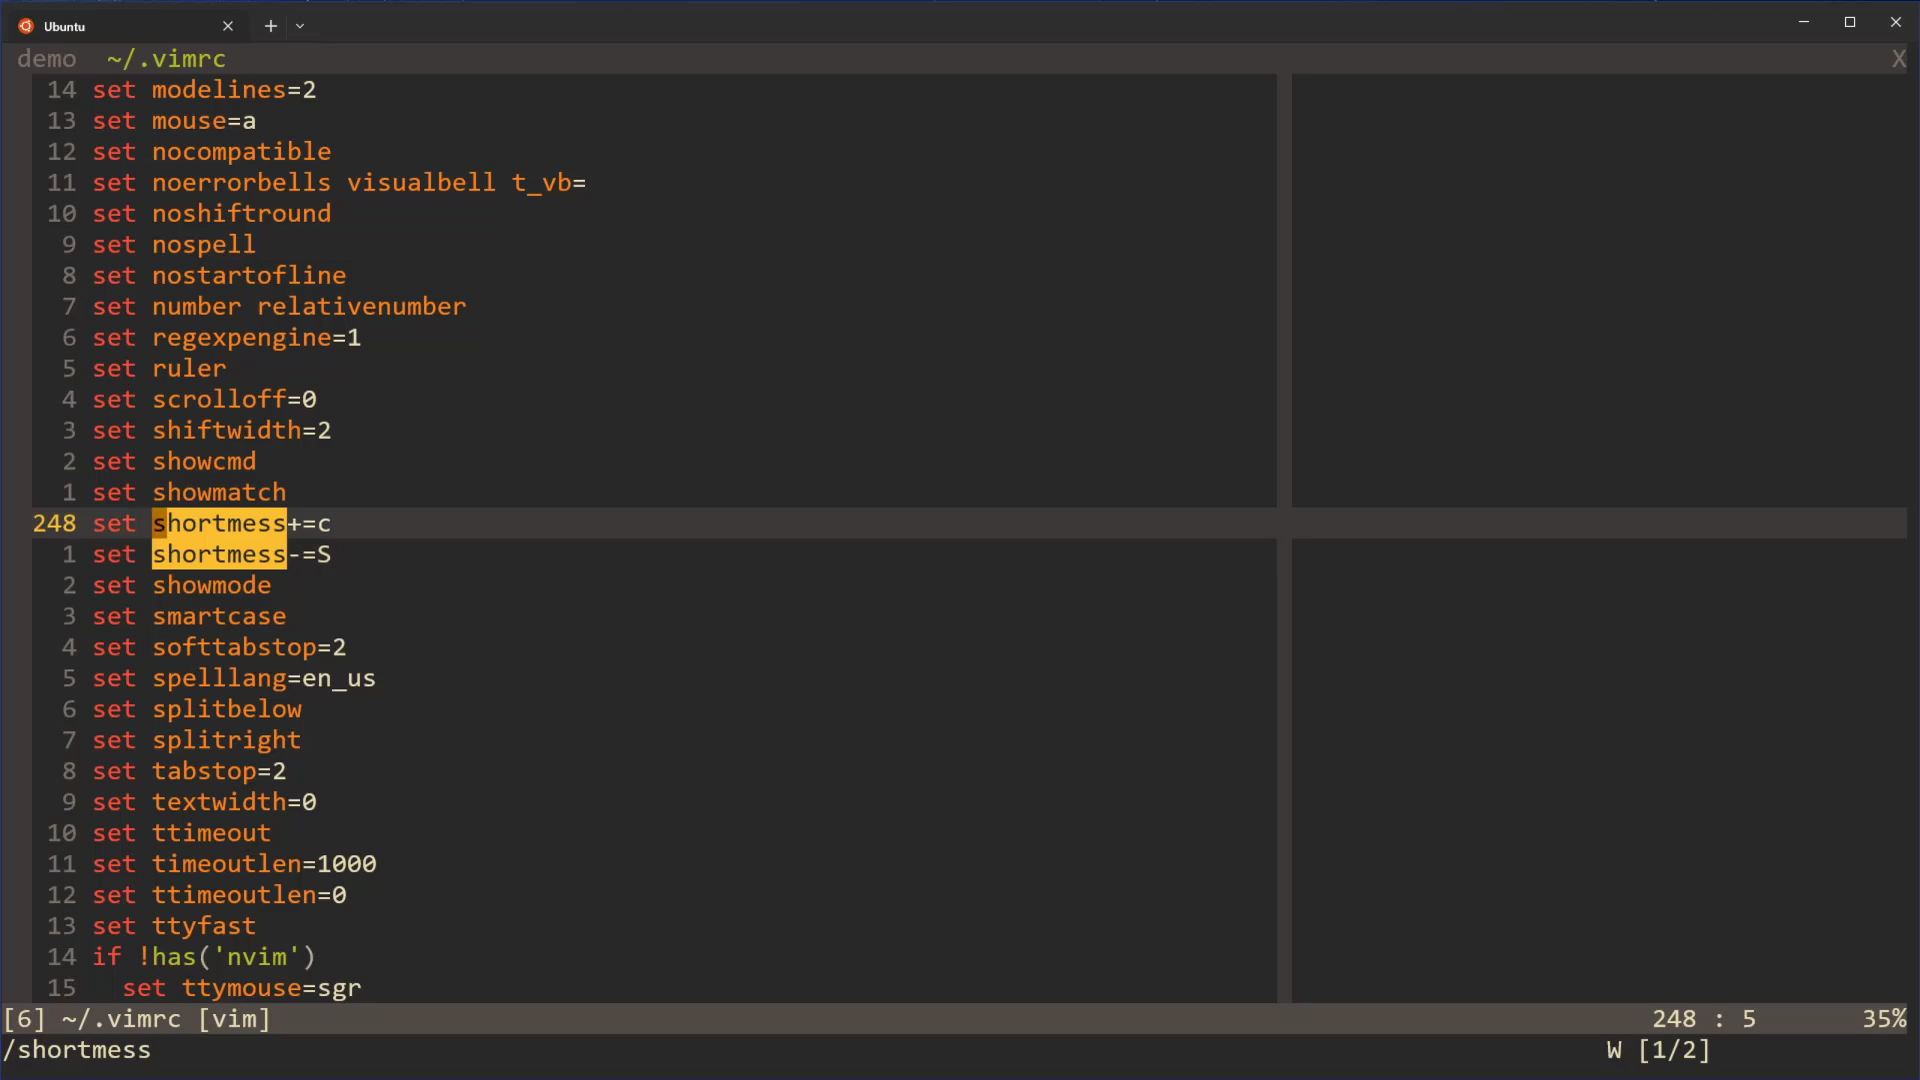 Ubuntu
demo ~/.vimrc X
14 set modelines=2
13 set mouse=a
12 set nocompatible
11 set noerrorbells visualbell t_vb=
10 set noshiftround
9 set nospell
8 set nostartofline
7 set number relativenumber
6 set regexpengine=1
5 set ruler
4 set scrolloff=0
3 set shiftwidth=2
2 set showcmd
1 set showmatch
248 set shortmess+=c
1 set shortmess-=S
2 set showmode
3 set smartcase
4 set softtabstop=2
5 set spelllang=en_us
6 set splitbelow
7 set splitright
8 set tabstop=2
9 set textwidth=0
10 set ttimeout
11 set timeoutlen=1000
12 set ttimeoutlen=0
13 set ttyfast
14 if !has('nvim')
15   set ttymouse=sgr
[6] ~/.vimrc [vim] 248 : 5 35%
/shortmess W [1/2]